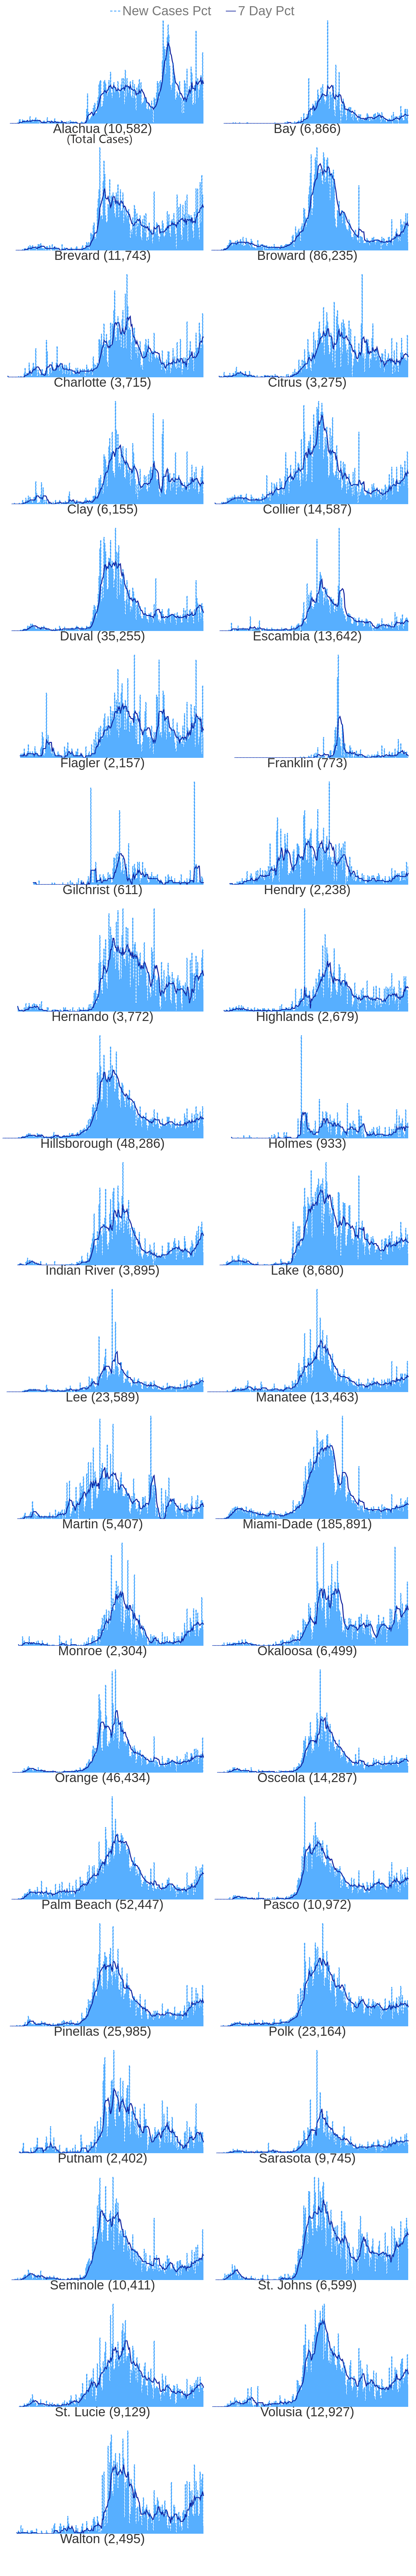 New Cases Pct 7 Day Pct
Alachua (10,582) Bay (6,866)
(Total Cases)
Brevard (11,743) Broward (86,235)
Charlotte (3,715) Citrus (3,275)
Clay (6,155) Collier (14,587)
Duval (35,255) Escambia (13,642)
Flagler (2,157) Franklin (773)
Gilchrist (611) Hendry (2,238)
Hernando (3,772) Highlands (2,679)
Hillsborough (48,286) Holmes (933)
Indian River (3,895) Lake (8,680)
Lee (23,589) Manatee (13,463)
Martin (5,407) Miami-Dade (185,891)
Monroe (2,304) Okaloosa (6,499)
Orange (46,434) Osceola (14,287)
Palm Beach (52,447) Pasco (10,972)
Pinellas (25,985) Polk (23,164)
Putnam (2,402) Sarasota (9,745)
Seminole (10,411) St. Johns (6,599)
St. Lucie (9,129) Volusia (12,927)
Walton (2,495)